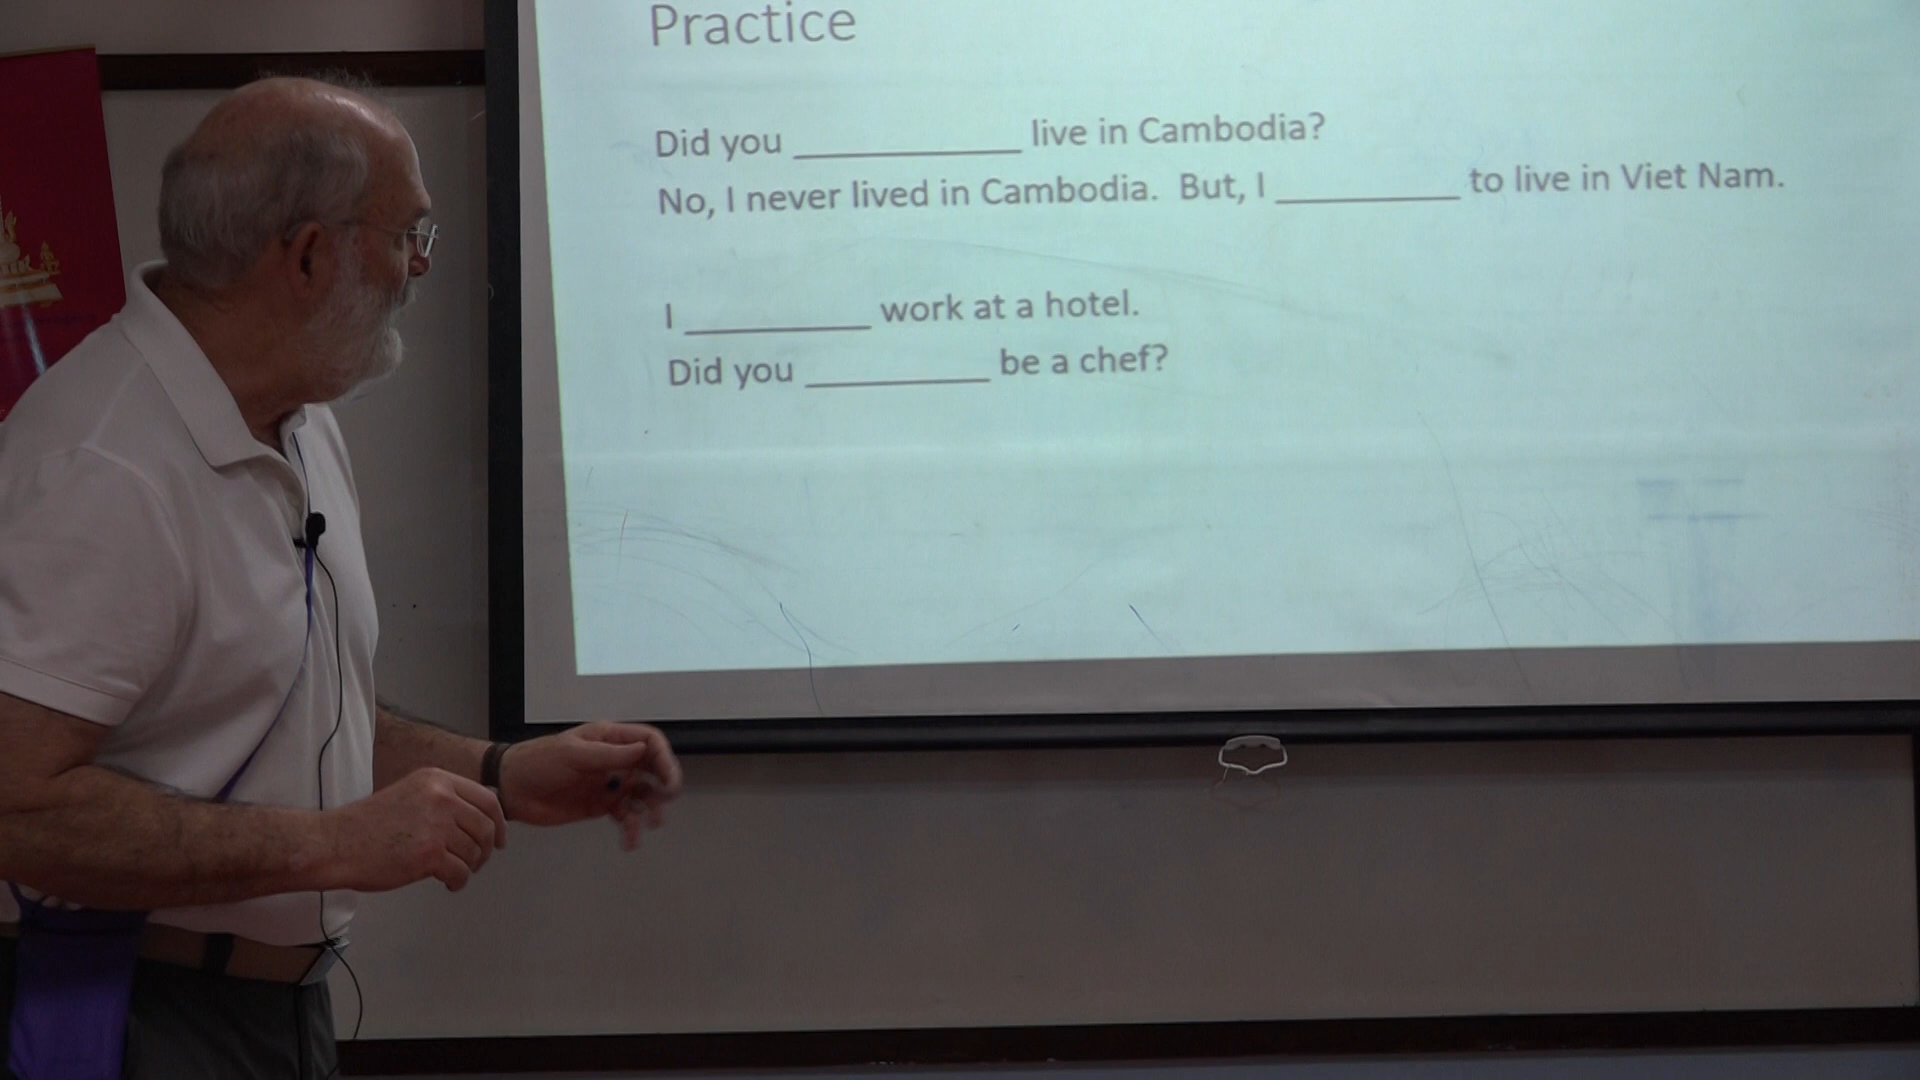 Practice
Did you ____________ live in Cambodia?
No, I never lived in Cambodia. But, I __________ to live in Viet Nam.
I __________ work at a hotel.
Did you __________ be a chef?